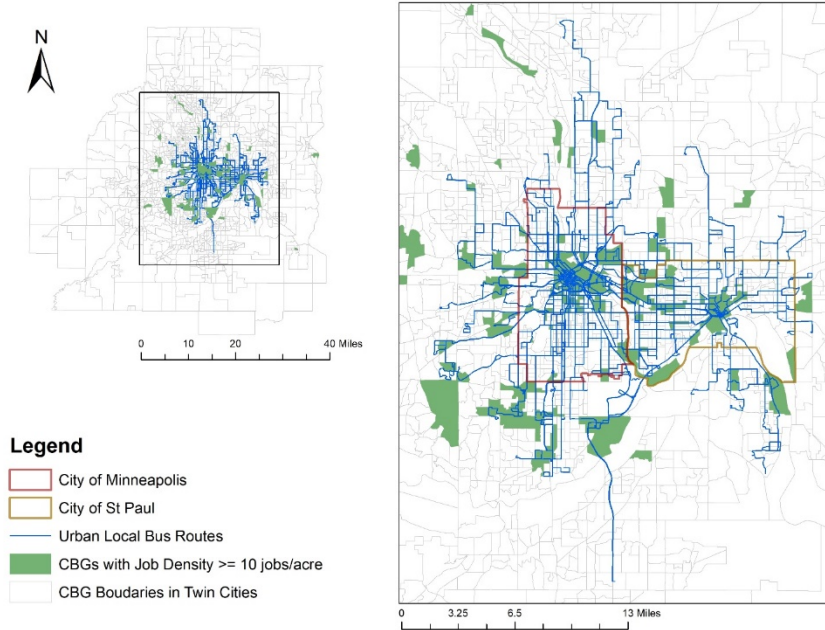 N
0 10 20 40 Miles
Legend
City of Minneapolis
City of St Paul
Urban Local Bus Routes
CBGs with Job Density >= 10 jobs/acre
CBG Boudaries in Twin Cities
0 3.25 6.5 13 Miles